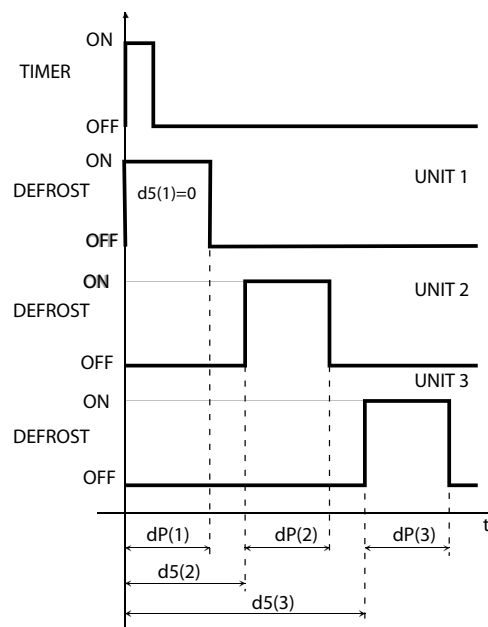 ON
TIMER
OFF
ON
UNIT 1
DEFROST
d5(1)=0
OFF
ON
UNIT 2
DEFROST
OFF
UNIT 3
ON
DEFROST
OFF
t
dP(1)
dP(2)
dP(3)
d5(2)
d5(3)